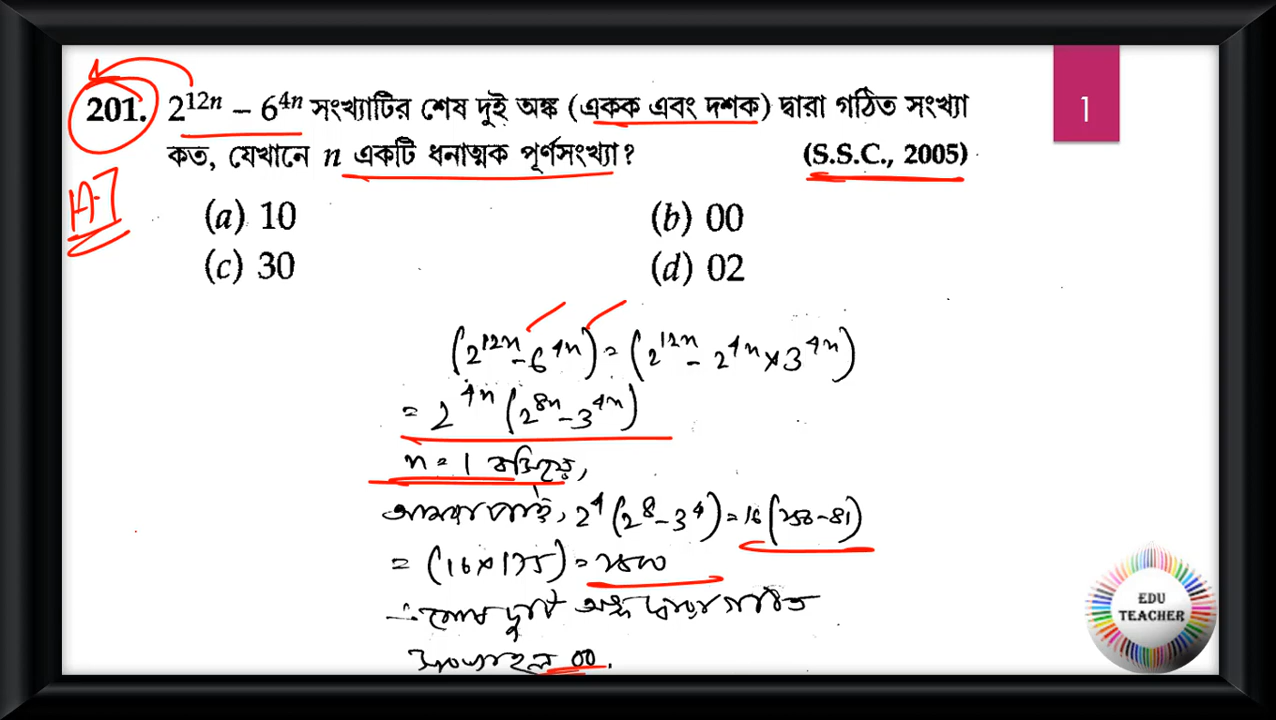 1
201. 2^{12n} – 6^{4n} সংখ্যাটির শেষ দুই অঙ্ক (একক এবং দশক) দ্বারা গঠিত সংখ্যা
কত, যেখানে n একটি ধনাত্মক পূর্ণসংখ্যা?
(S.S.C., 2005)
(a) 10
(b) 00
(c) 30
(d) 02
(2^{12n} - 6^{4n}) = (2^{12n} - 2^{4n} × 3^{4n})
= 2^{4n} (2^{8n} - 3^{4n})
n = 1 বসিয়ে,
আমরা পাই, 2^4 (2^8 - 3^4) = 16 (256 - 81)
= (16 × 175) = 2800
∴ শেষ দুটি অঙ্ক দ্বারা গঠিত
সংখ্যা হল 00.
EDU
TEACHER